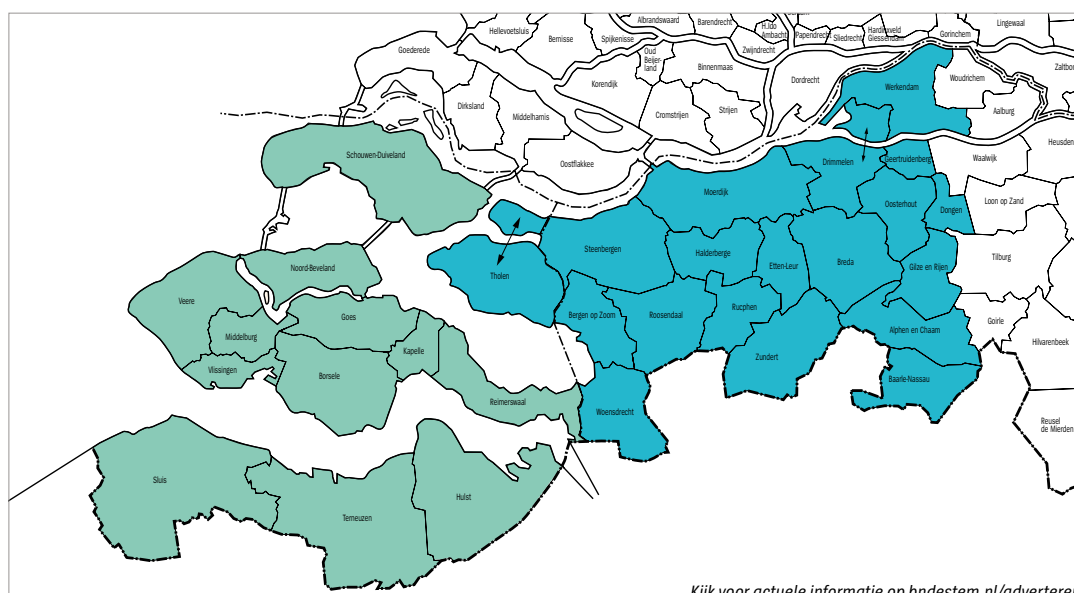 Albrandswaard
Barendrecht
H.Ido
Ambacht
Papendrecht
Sliedrecht
Hardinxveld
Giessendam
Gorinchem
Lingewaal
Hellevoetsluis
Bernisse
Spijkenisse
Zwijndrecht
Goederede
Oud
Beijer-
land
Binnenmaas
Dordrecht
Woudrichem
Zaltbo
Korendijk
Werkendam
Dirksland
Middelharnis
Cromstrijen
Strijen
Aalburg
Heusden
Schouwen-Duiveland
Oostflakkee
Drimmelen
Geertruidenberg
Waalwijk
Moerdijk
Oosterhout
Dongen
Loon op Zand
Steenbergen
Halderberge
Etten-Leur
Breda
Gilze en Rijen
Tilburg
Noord-Beveland
Tholen
Veere
Goes
Bergen op Zoom
Roosendaal
Rucphen
Middelburg
Kapelle
Alphen en Chaam
Goirle
Hilvarenbeek
Vlissingen
Borsele
Zundert
Baarle-Nassau
Reimerswaal
Woensdrecht
Reusel
de Mierden
Sluis
Hulst
Terneuzen
Kijk voor actuele informatie op bndestem.nl/adverteren